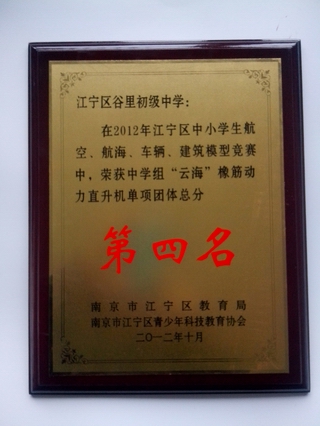 江宁区谷里初级中学：
在2012年江宁区中小学生航
空、航海、车辆、建筑模型竞赛
中，荣获中学组“云海”橡筋动
力直升机单项团体总分
第四名
南京市江宁区教育局
南京市江宁区青少年科技教育协会
二〇一二年十月